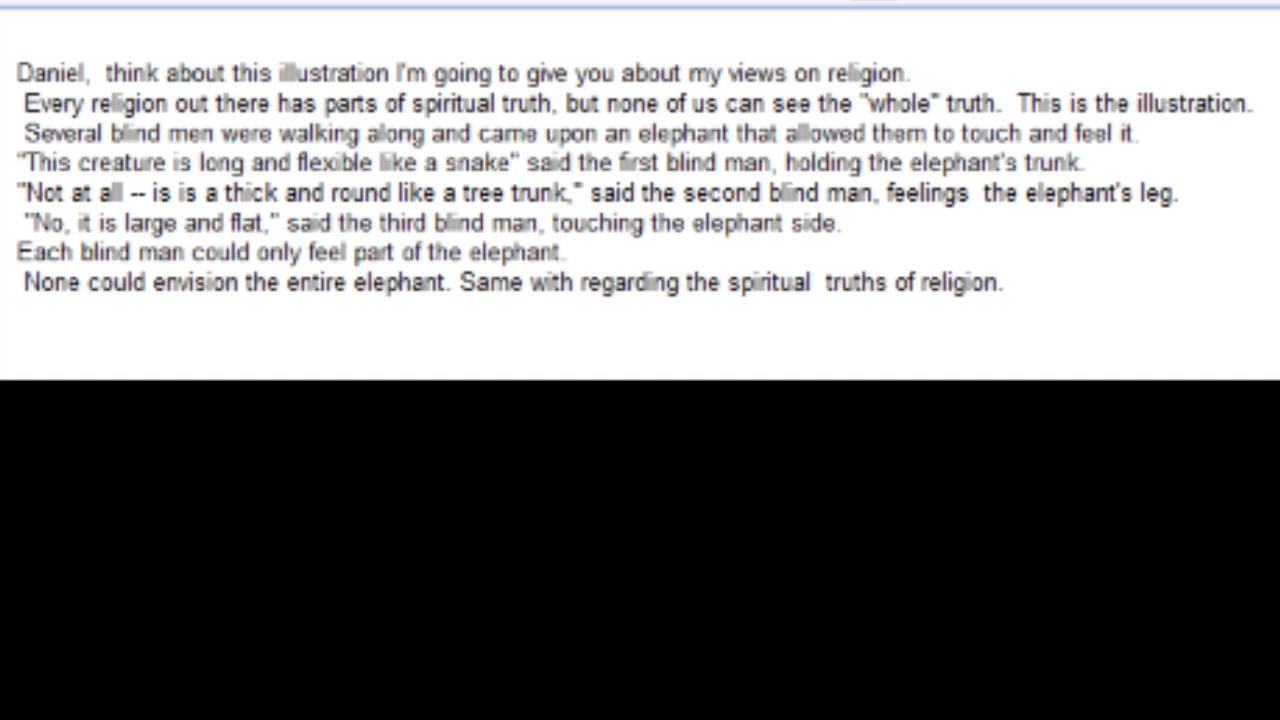 Daniel, think about this illustration I'm going to give you about my views on religion.
Every religion out there has parts of spiritual truth, but none of us can see the "whole" truth. This is the illustration.
Several blind men were walking along and came upon an elephant that allowed them to touch and feel it.
"This creature is long and flexible like a snake" said the first blind man, holding the elephant's trunk.
"Not at all -- is is a thick and round like a tree trunk," said the second blind man, feelings the elephant's leg.
"No, it is large and flat," said the third blind man, touching the elephant side.
Each blind man could only feel part of the elephant.
None could envision the entire elephant. Same with regarding the spiritual truths of religion.